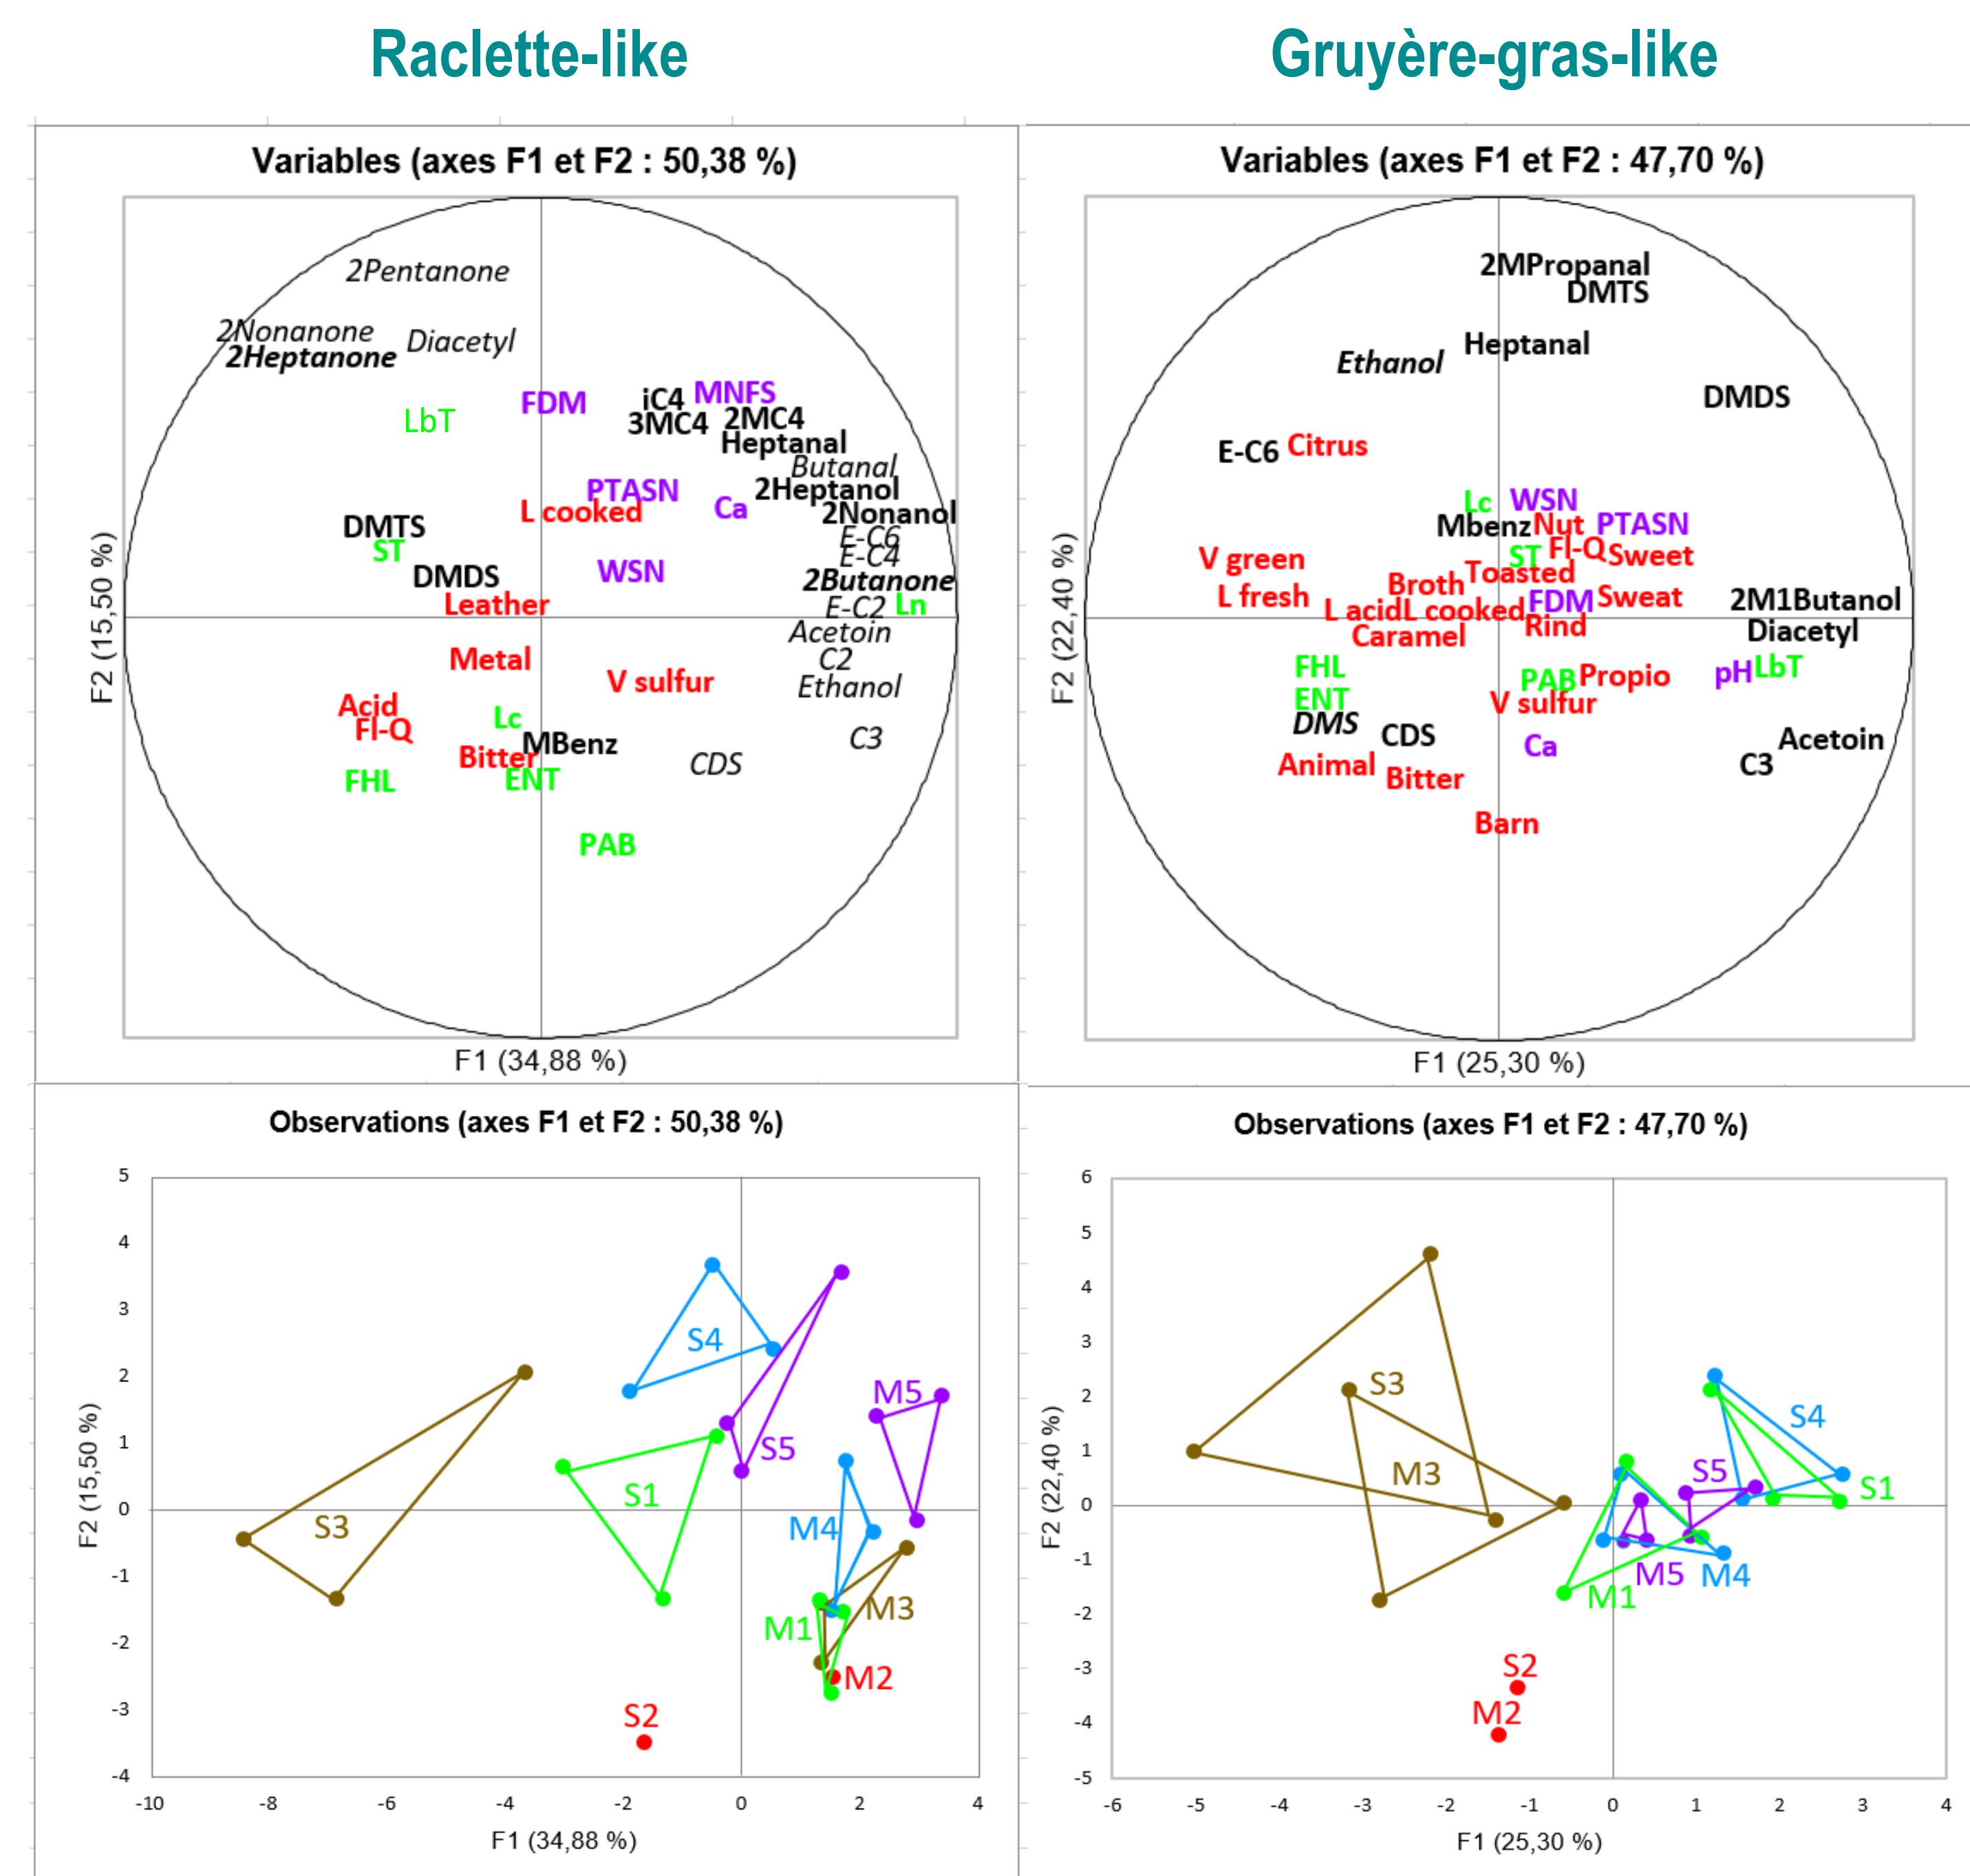 Raclette-like
Gruyère-gras-like
Variables (axes F1 et F2 : 50,38 %)
2Pentanone
2Nonanone
Diacetyl
2Heptanone
FDM
iC4
MNFS
LbT
3MC4
2MC4
Heptanal
Butanal
PTASN
2Heptanol
L cooked
Ca
2Nonanol
DMTS
E-C6
ST
E-C4
DMDS
WSN
2Butanone
Leather
E-C2
Ln
Acetoin
Metal
C2
V sulfur
Ethanol
Acid
Lc
Fl-Q
MBenz
C3
Bitter
CDS
FHL
ENT
PAB
F2 (15,50 %)
F1 (34,88 %)
Variables (axes F1 et F2 : 47,70 %)
2MPropanal
DMTS
Heptanal
Ethanol
DMDS
E-C6
Citrus
Lc
WSN
Mbenz
Nut
PTASN
V green
ST
Fl-Q
Sweet
Toasted
Broth
L fresh
FDM
Sweat
2M1Butanol
L acid
L cooked
Rind
Diacetyl
Caramel
FHL
PAB
Propio
pH
LbT
ENT
V sulfur
DMS
CDS
Ca
Acetoin
Animal
Bitter
C3
Barn
F2 (22,40 %)
F1 (25,30 %)
Observations (axes F1 et F2 : 50,38 %)
5
4
3
2
1
0
-1
-2
-3
-4
S4
M5
S5
S1
S3
M4
M3
M1
M2
S2
-10
-8
-6
-4
-2
0
2
4
F2 (15,50 %)
F1 (34,88 %)
Observations (axes F1 et F2 : 47,70 %)
6
5
4
3
2
1
0
-1
-2
-3
-4
-5
S3
S4
M3
S5
S1
M5
M4
M1
S2
M2
-6
-5
-4
-3
-2
-1
0
1
2
3
4
F2 (22,40 %)
F1 (25,30 %)